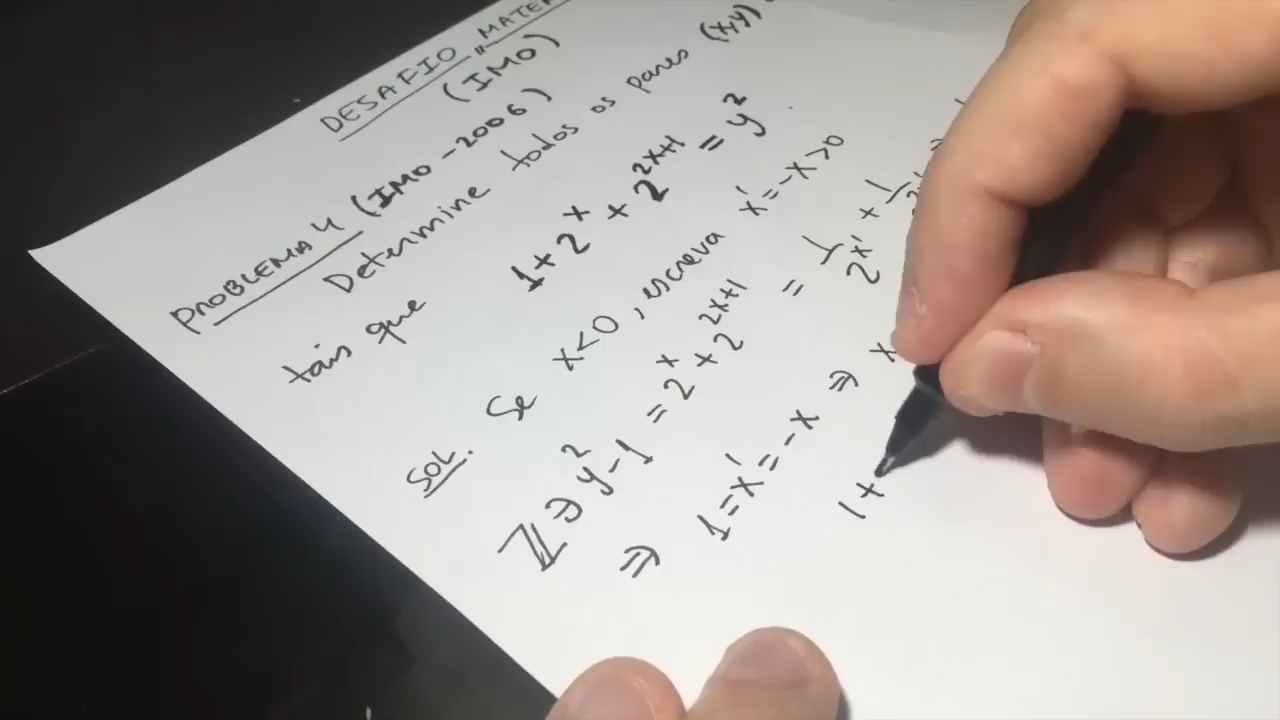 DESAFIO
(IMO)
PROBLEMA 4 (IMO - 2006)
Determine todos os pares (x,y)
tais que 1 + 2^x + 2^{2x+1} = y^2.
SOL. Se x<0, escreva x' = -x > 0
ℤ ∋ y^2 - 1 = 2^x + 2^{2x+1} = 1/2^{x'} + 1/
⇒ 1 = x' = -x ⇒ x
1 +